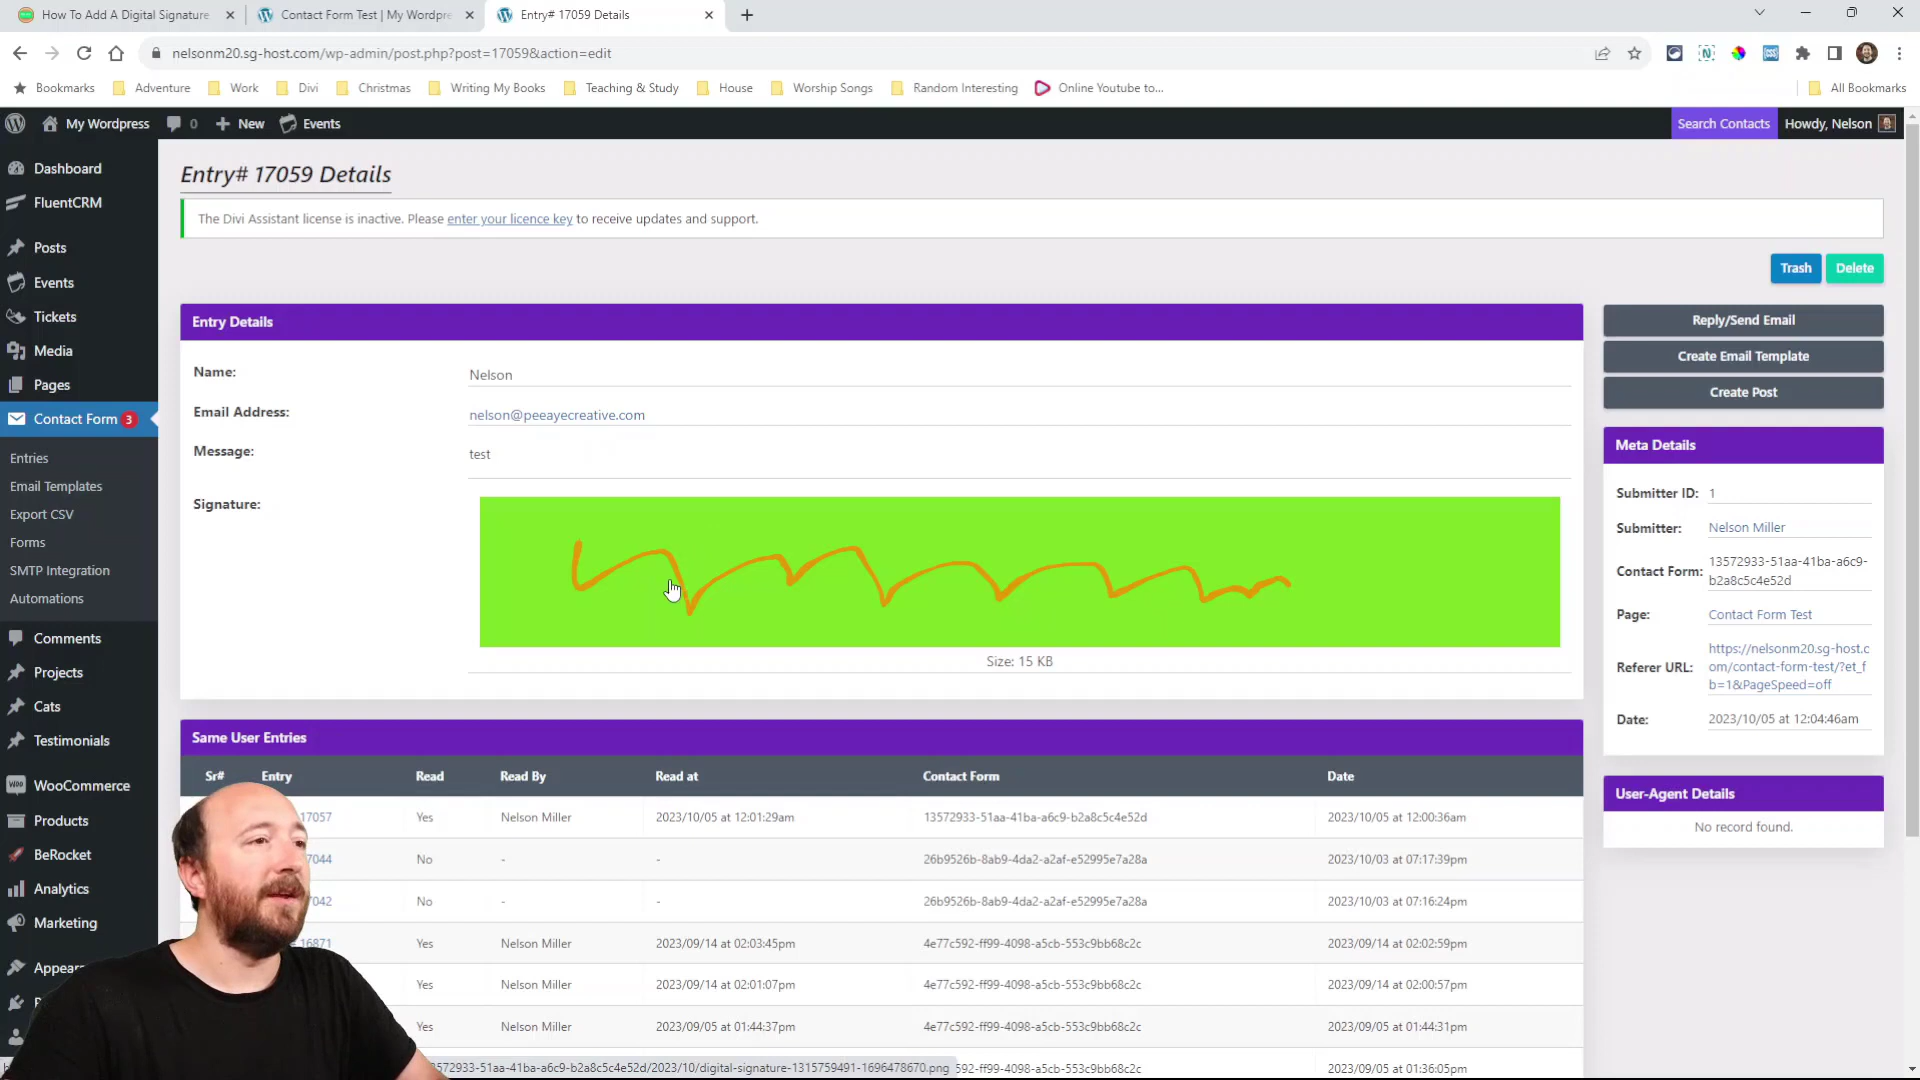 How To Add A Digital Signature
Contact Form Test | My Wordpre
Entry# 17059 Details
nelsonm20.sg-host.com/wp-admin/post.php?post=17059&action=edit
Bookmarks Adventure Work Divi Christmas Writing My Books Teaching & Study House Worship Songs Random Interesting Online Youtube to... All Bookmarks
My Wordpress 0 New Events Search Contacts Howdy, Nelson
Dashboard
FluentCRM
Posts
Events
Tickets
Media
Pages
Contact Form 3
Entries
Email Templates
Export CSV
Forms
SMTP Integration
Automations
Comments
Projects
Cats
Testimonials
WooCommerce
Products
BeRocket
Analytics
Marketing
Entry# 17059 Details
The Divi Assistant license is inactive. Please enter your licence key to receive updates and support.
Trash Delete
Entry Details
Name: Nelson
Email Address: nelson@peeayecreative.com
Message: test
Signature:
Size: 15 KB
Reply/Send Email
Create Email Template
Create Post
Meta Details
Submitter ID: 1
Submitter: Nelson Miller
Contact Form: 13572933-51aa-41ba-a6c9-
b2a8c5c4e52d
Page: Contact Form Test
Referer URL: https://nelsonm20.sg-host.c
om/contact-form-test/?et_f
b=1&PageSpeed=off
Date: 2023/10/05 at 12:04:46am
User-Agent Details
No record found.
Same User Entries
Sr# Entry Read Read By Read at Contact Form Date
17057 Yes Nelson Miller 2023/10/05 at 12:01:29am 13572933-51aa-41ba-a6c9-b2a8c5c4e52d 2023/10/05 at 12:00:36am
7044 No - - 26b9526b-8ab9-4da2-a2af-e52995e7a28a 2023/10/03 at 07:17:39pm
7042 No - - 26b9526b-8ab9-4da2-a2af-e52995e7a28a 2023/10/03 at 07:16:24pm
16871 Yes Nelson Miller 2023/09/14 at 02:03:45pm 4e77c592-ff99-4098-a5cb-553c9bb68c2c 2023/09/14 at 02:02:59pm
Yes Nelson Miller 2023/09/14 at 02:01:07pm 4e77c592-ff99-4098-a5cb-553c9bb68c2c 2023/09/14 at 02:00:57pm
Yes Nelson Miller 2023/09/05 at 01:44:37pm 4e77c592-ff99-4098-a5cb-553c9bb68c2c 2023/09/05 at 01:44:31pm
3572933-51aa-41ba-a6c9-b2a8c5c4e52d/2023/10/digital-signature-1315759491-1696478670.png 98-a5cb-553c9bb68c2c 2023/09/05 at 01:36:05pm